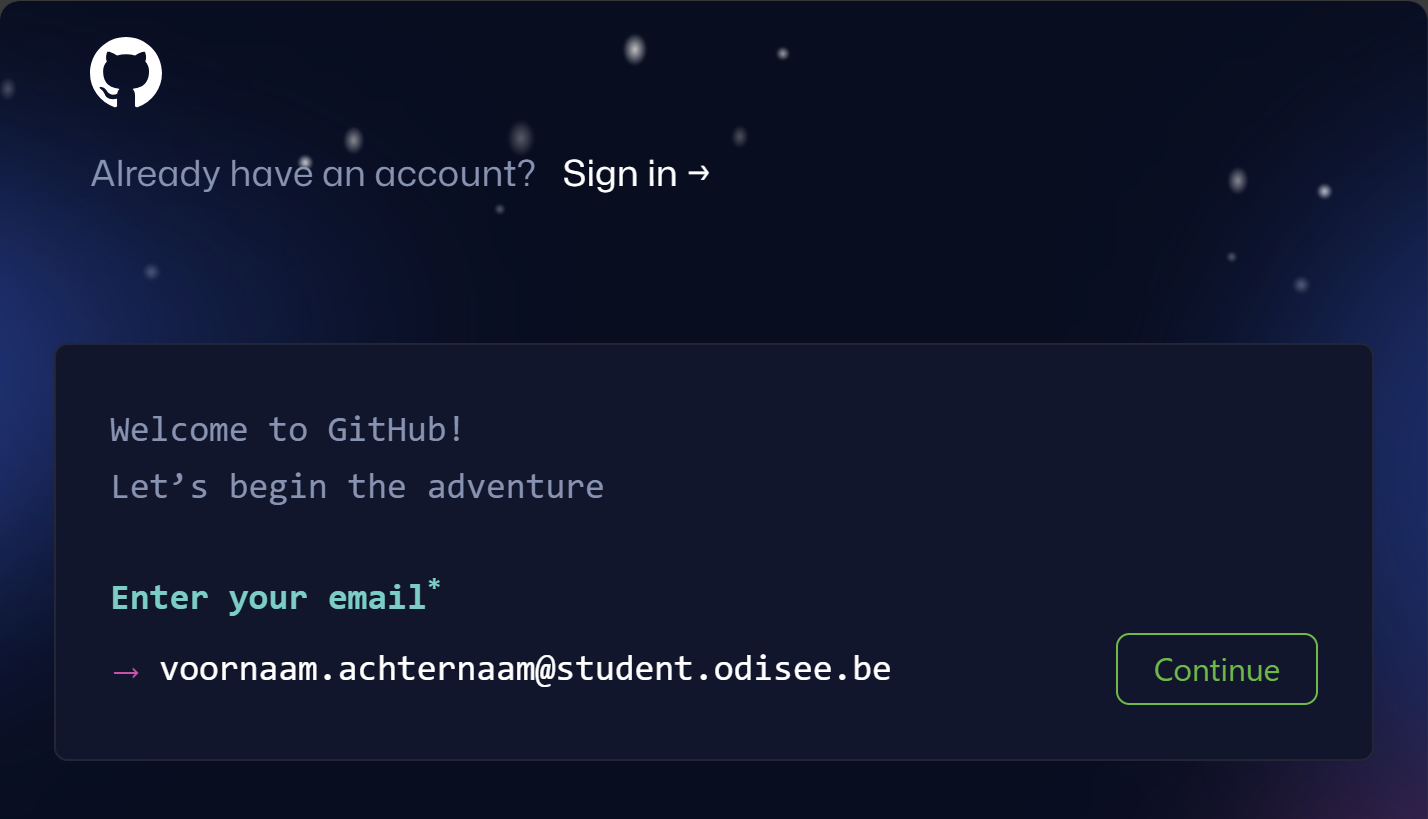 Already have an account? Sign in →
Welcome to GitHub!
Let’s begin the adventure
Enter your email*
→ voornaam.achternaam@student.odisee.be
Continue